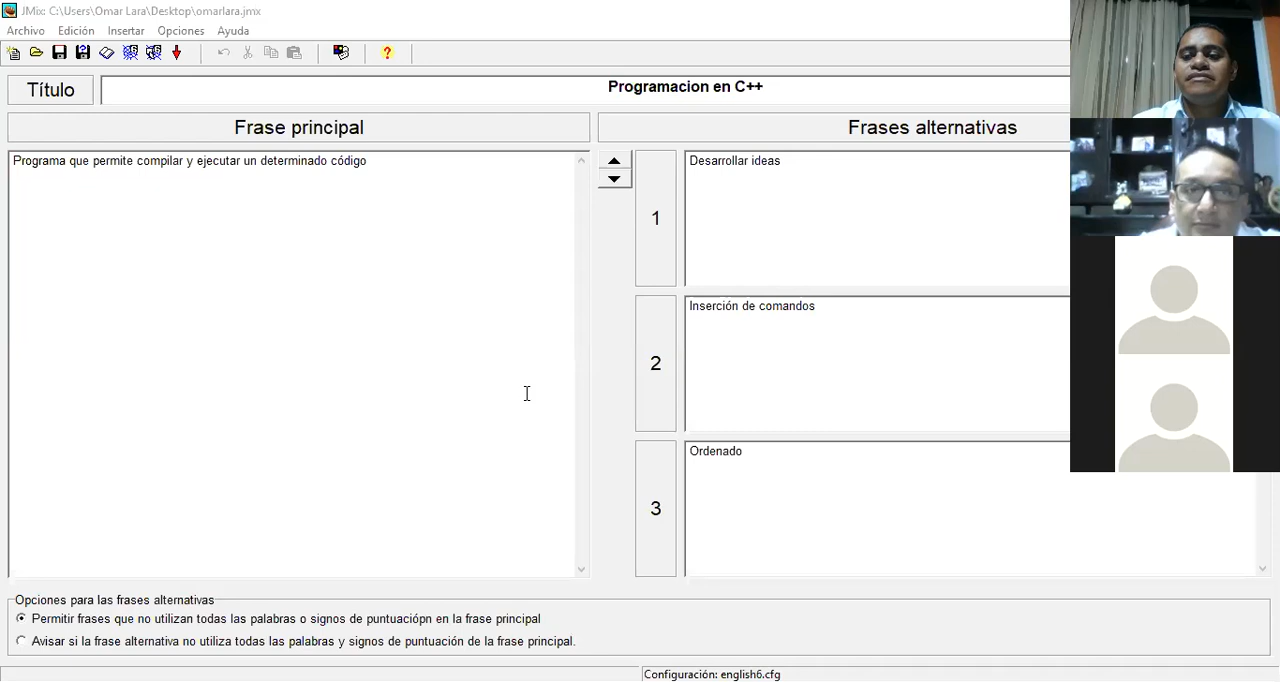 JMix: C:\Users\Omar Lara\Desktop\omarlara.jmx
Archivo Edición Insertar Opciones Ayuda
Título
Programacion en C++
Frase principal
Frases alternativas
Programa que permite compilar y ejecutar un determinado código
1
Desarrollar ideas
2
Inserción de comandos
3
Ordenado
Opciones para las frases alternativas
Permitir frases que no utilizan todas las palabras o signos de puntuaciópn en la frase principal
Avisar si la frase alternativa no utiliza todas las palabras y signos de puntuación de la frase principal.
Configuración: english6.cfg